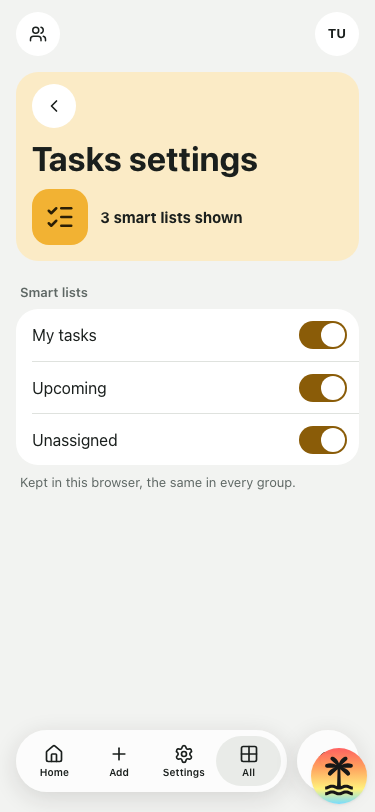 TU
Tasks settings
3 smart lists shown
Smart lists
My tasks
Upcoming
Unassigned
Kept in this browser, the same in every group.
Home
Add
Settings
All